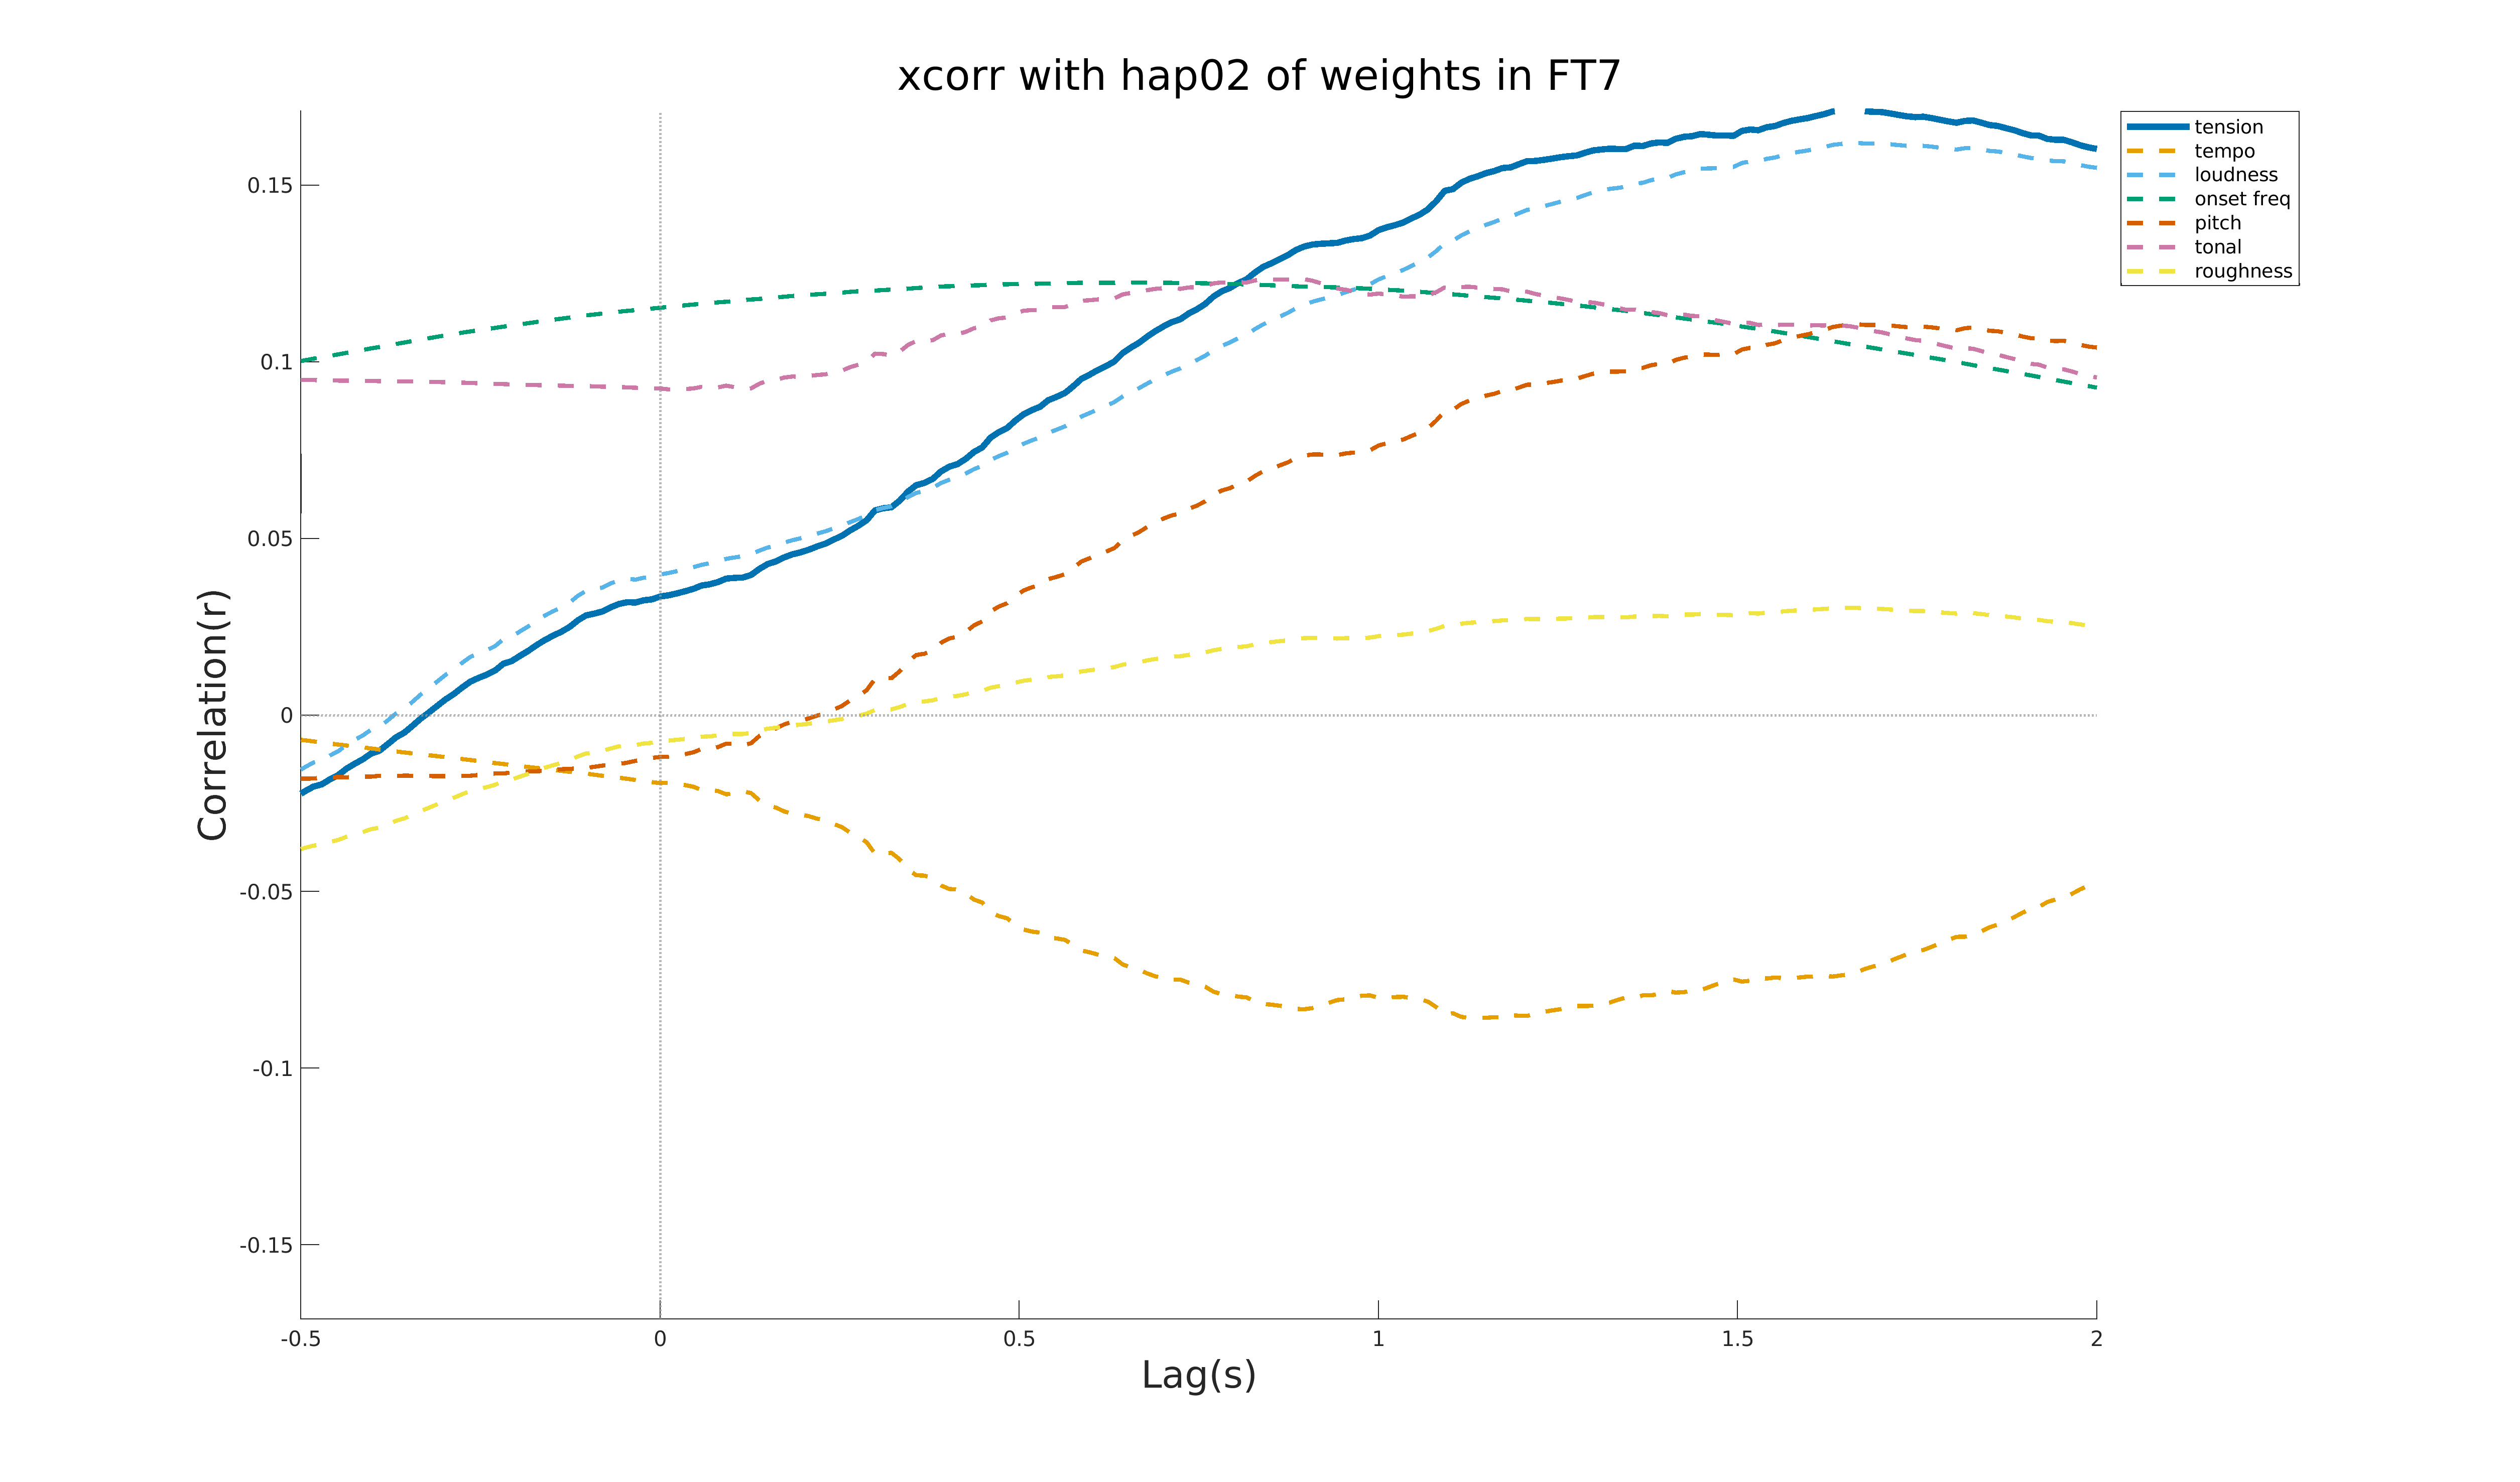 xcorr with hap02 of weights in FT7
tension
tempo
loudness
onset freq
pitch
tonal
roughness
0.15
0.1
0.05
0
-0.05
-0.1
-0.15
Correlation(r)
-0.5
0
0.5
1
1.5
2
Lag(s)